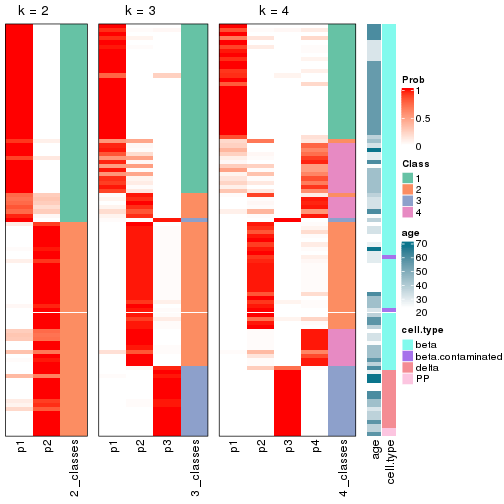 k = 2
k = 3
k = 4
p1
p2
2_classes
p1
p2
p3
3_classes
p1
p2
p3
p4
4_classes
age
cell.type
Prob
1
0.5
0
Class
1
2
3
4
age
70
60
50
40
30
20
cell.type
beta
beta.contaminated
delta
PP